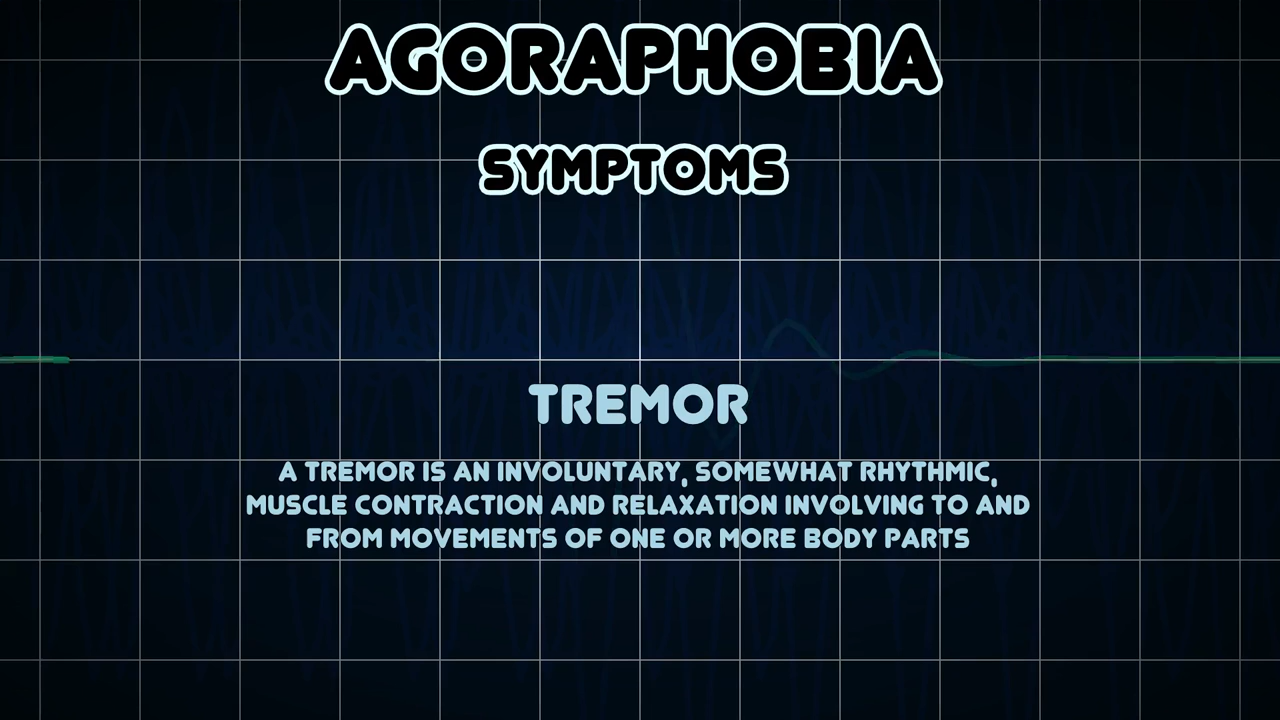 AGORAPHOBIA
SYMPTOMS
TREMOR
A TREMOR IS AN INVOLUNTARY, SOMEWHAT RHYTHMIC,
MUSCLE CONTRACTION AND RELAXATION INVOLVING TO AND
FROM MOVEMENTS OF ONE OR MORE BODY PARTS